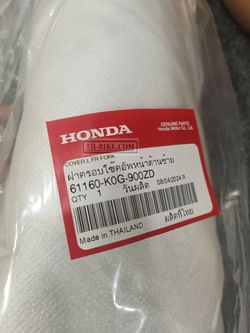 HONDA
GENUINE PARTS
Honda Motor Co., Ltd.
TH-BIKE.COM
COVER,L FR FORK
ฝาครอบโช๊คอัพหน้าด้านซ้าย
61160-K0G-900ZD
QTY 1 วันผลิต 08/04/2024 R
Made in THAILAND ผลิตที่ไทย